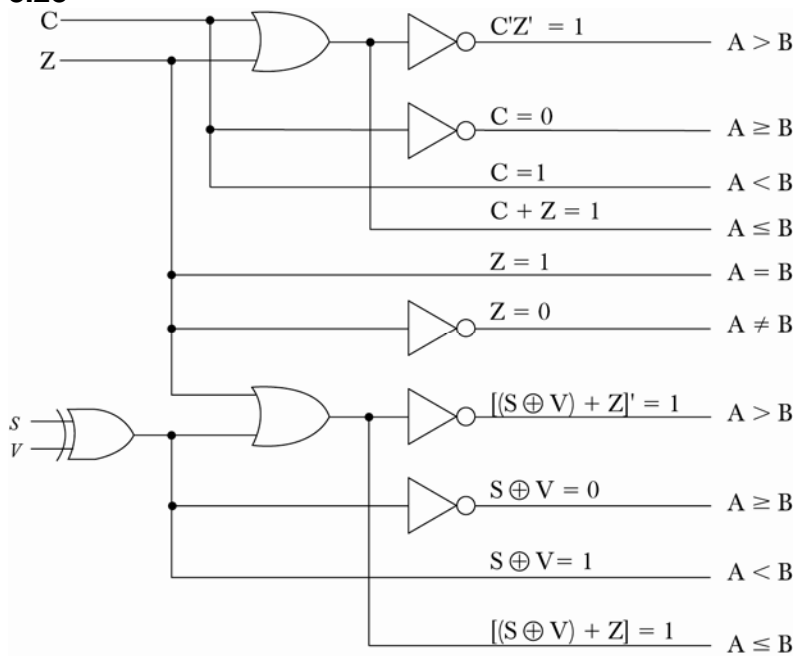 C
C'Z' = 1
A > B
Z
C = 0
A ≥ B
C =1
A < B
C + Z = 1
A ≤ B
Z = 1
A = B
Z = 0
A ≠ B
[(S ⊕ V) + Z]' = 1
A > B
S
V
S ⊕ V = 0
A ≥ B
S ⊕ V= 1
A < B
[(S ⊕ V) + Z] = 1
A ≤ B